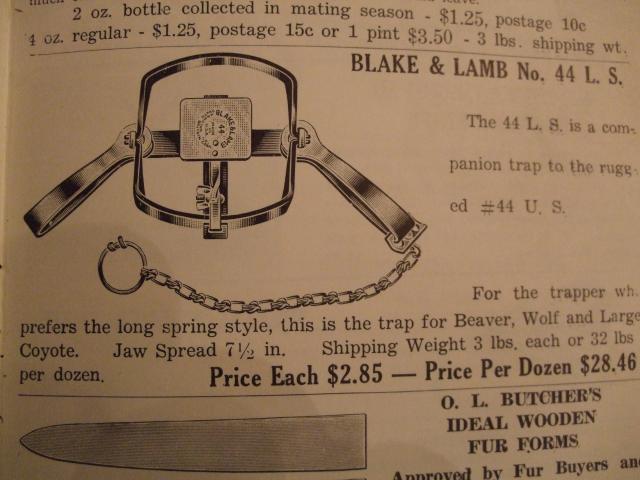 2 oz. bottle collected in mating season - $1.25, postage 10c
4 oz. regular - $1.25, postage 15c or 1 pint $3.50 - 3 lbs. shipping wt.
BLAKE & LAMB No. 44 L. S.
BLAKE & LAMB
44
The 44 L. S. is a com-
panion trap to the rugg-
ed #44 U. S.
For the trapper wh
prefers the long spring style, this is the trap for Beaver, Wolf and Large
Coyote. Jaw Spread 7½ in. Shipping Weight 3 lbs. each or 32 lbs
per dozen. Price Each $2.85 — Price Per Dozen $28.46
O. L. BUTCHER'S
IDEAL WOODEN
FUR FORMS
Approved by Fur Buyers and